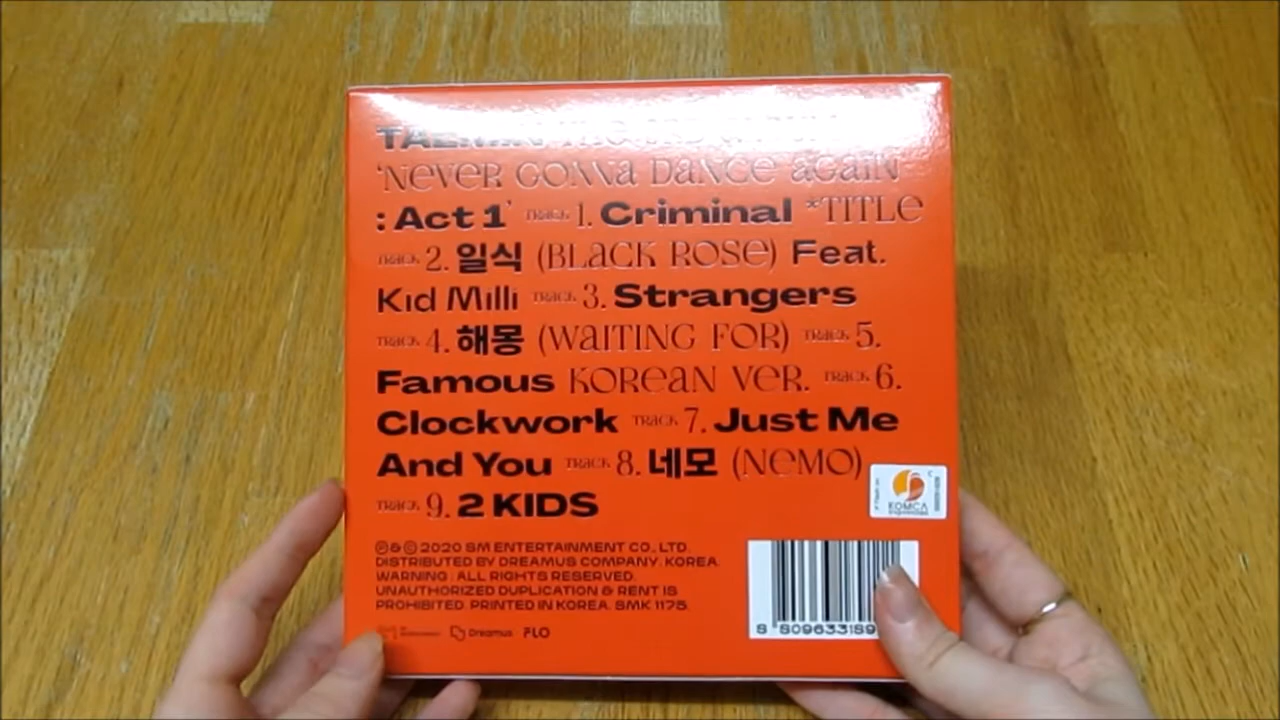 TAEMIN THE 3RD ALBUM
'NEVER GONNA DANCE AGAIN
: Act 1' TRACK 1. Criminal *TITLE
TRACK 2. 일식 (BLACK ROSE) Feat.
Kid Milli TRACK 3. Strangers
TRACK 4. 해몽 (WAITING FOR) TRACK 5.
Famous KOREAN VER. TRACK 6.
Clockwork TRACK 7. Just Me
And You TRACK 8. 네모 (NEMO)
TRACK 9. 2 KIDS
KOMCA
Ⓟ & © 2020 SM ENTERTAINMENT CO., LTD.
DISTRIBUTED BY DREAMUS COMPANY. KOREA.
WARNING : ALL RIGHTS RESERVED.
UNAUTHORIZED DUPLICATION & RENT IS
PROHIBITED. PRINTED IN KOREA. SMK 1175.
Dreamus FLO